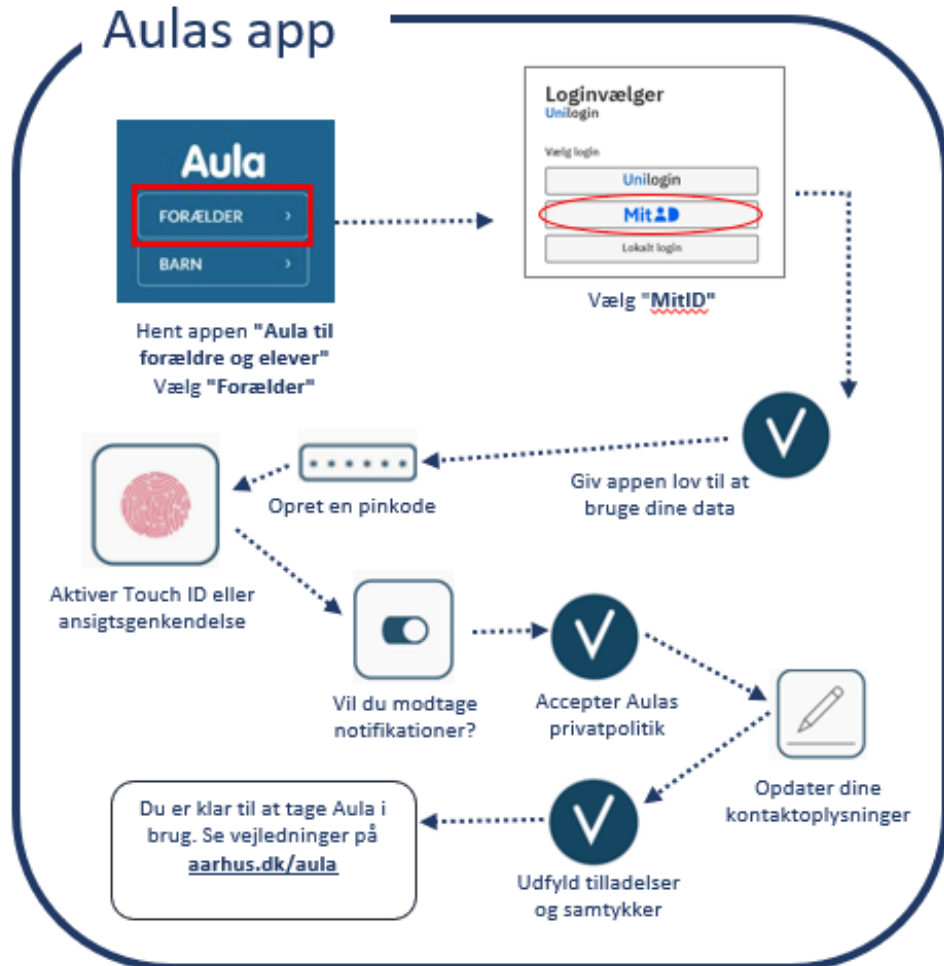 Aulas app
Aula
FORÆLDER
BARN
Hent appen "Aula til
forældre og elever"
Vælg "Forælder"
Loginvælger
Unilogin
Vælg login
Unilogin
MitID
Lokalt login
Vælg "MitID"
Giv appen lov til at
bruge dine data
Opret en pinkode
Aktiver Touch ID eller
ansigtsgenkendelse
Vil du modtage
notifikationer?
Accepter Aulas
privatpolitik
Opdater dine
kontaktoplysninger
Udfyld tilladelser
og samtykker
Du er klar til at tage Aula i
brug. Se vejledninger på
aarhus.dk/aula